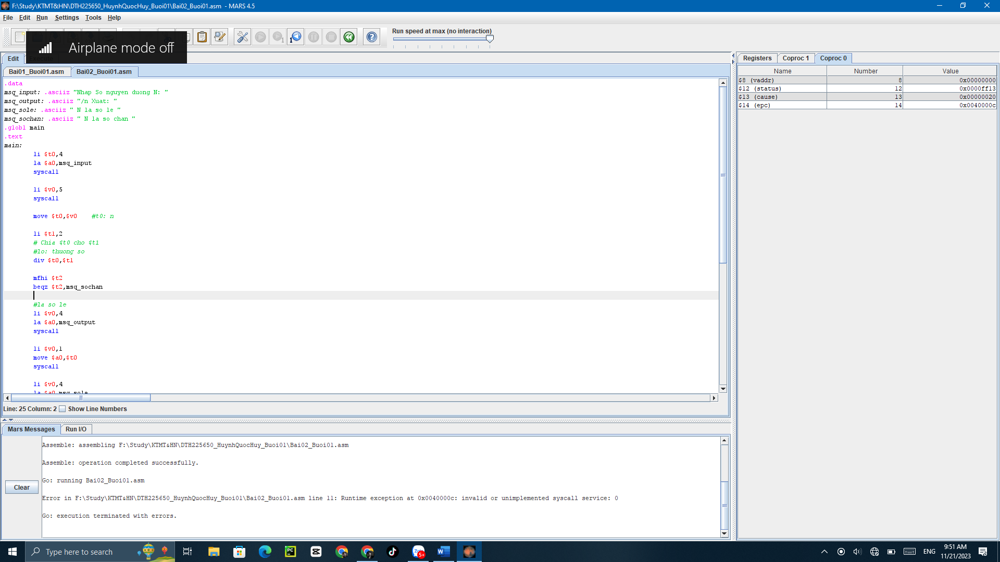 F:\Study\KTMT&HN\DTH225650_HuynhQuocHuy_Buoi01\Bai02_Buoi01.asm - MARS 4.5
File Edit Run Settings Tools Help
Airplane mode off
Run speed at max (no interaction)
Edit
Bai01_Buoi01.asm Bai02_Buoi01.asm
.data
msq_input: .asciiz "Nhap So nguyen duong N: "
msq_output: .asciiz "/n Xuat: "
msq_sole: .asciiz " N la so le "
msq_sochan: .asciiz " N la so chan "
.globl main
.text
main:
li $t0,4
la $a0,msq_input
syscall
li $v0,5
syscall
move $t0,$v0 #t0: n
li $t1,2
# Chia $t0 cho $t1
#lo: thuong so
div $t0,$t1
mfhi $t2
beqz $t2,msq_sochan
#la so le
li $v0,4
la $a0,msq_output
syscall
li $v0,1
move $a0,$t0
syscall
li $v0,4
la $a0,msq_sole
Line: 25 Column: 2 Show Line Numbers
Registers Coproc 1 Coproc 0
Name Number Value
$8 (vaddr) 8 0x00000000
$12 (status) 12 0x0000ff13
$13 (cause) 13 0x00000020
$14 (epc) 14 0x0040000c
Mars Messages Run I/O
Clear
Assemble: assembling F:\Study\KTMT&HN\DTH225650_HuynhQuocHuy_Buoi01\Bai02_Buoi01.asm
Assemble: operation completed successfully.
Go: running Bai02_Buoi01.asm
Error in F:\Study\KTMT&HN\DTH225650_HuynhQuocHuy_Buoi01\Bai02_Buoi01.asm line 11: Runtime exception at 0x0040000c: invalid or unimplemented syscall service: 0
Go: execution terminated with errors.
Type here to search
PC
Zalo
5+
W
ENG
9:51 AM
11/21/2023